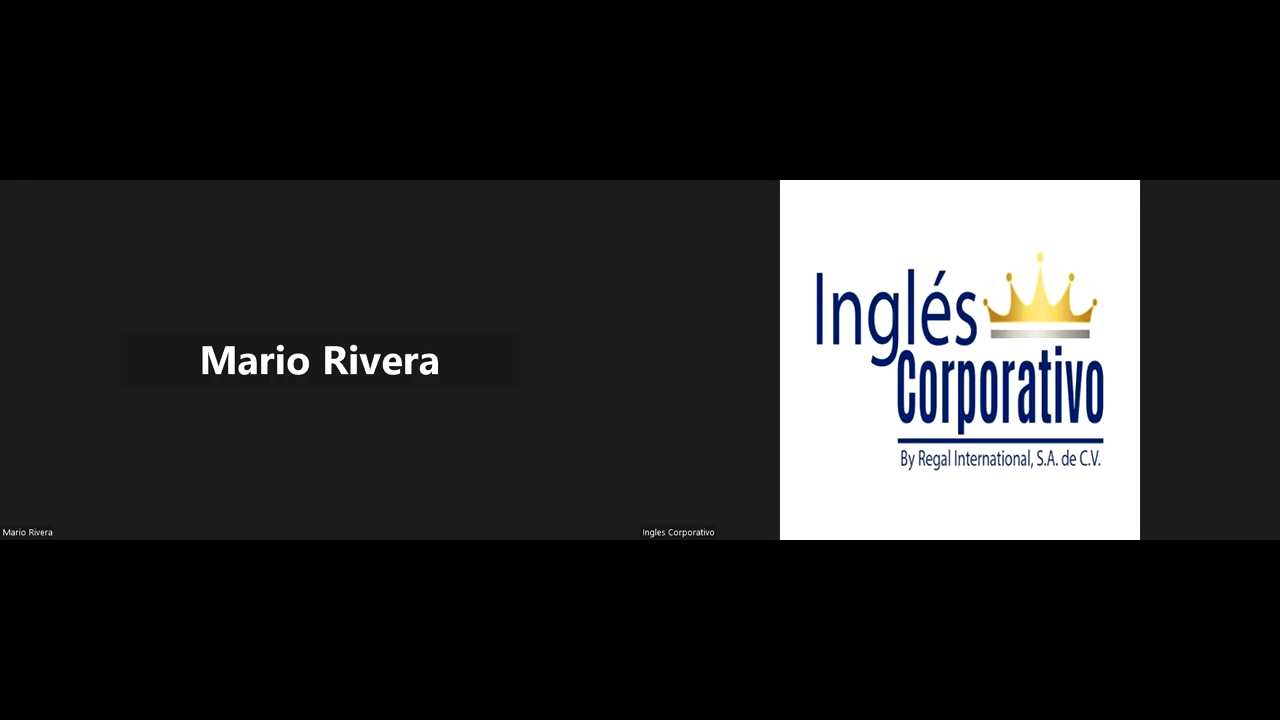 Mario Rivera
Inglés
Corporativo
By Regal International, S.A. de C.V.
Mario Rivera
Ingles Corporativo